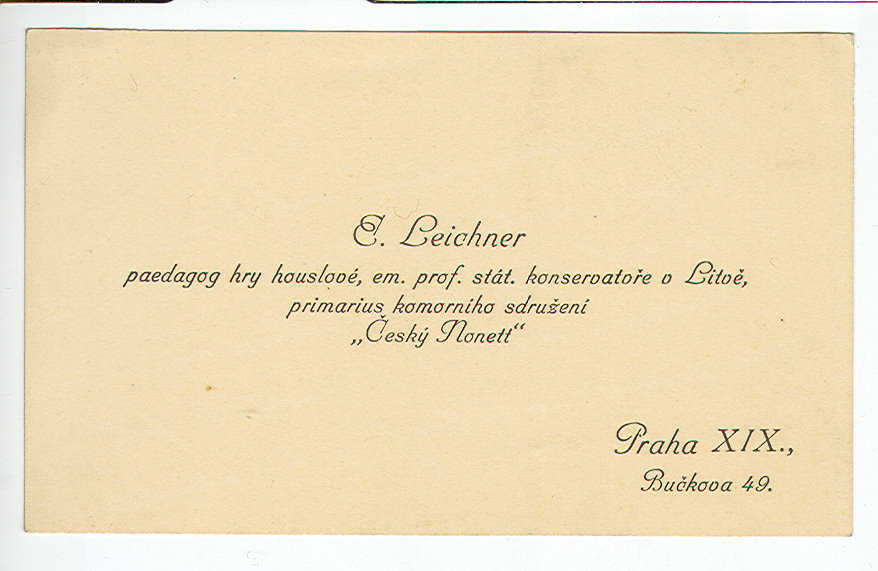 E. Leichner
paedagog hry houslové, em. prof. stát. konservatoře v Litvě,
primarius komorního sdružení
„Český Nonett“
Praha XIX.,
Bučkova 49.